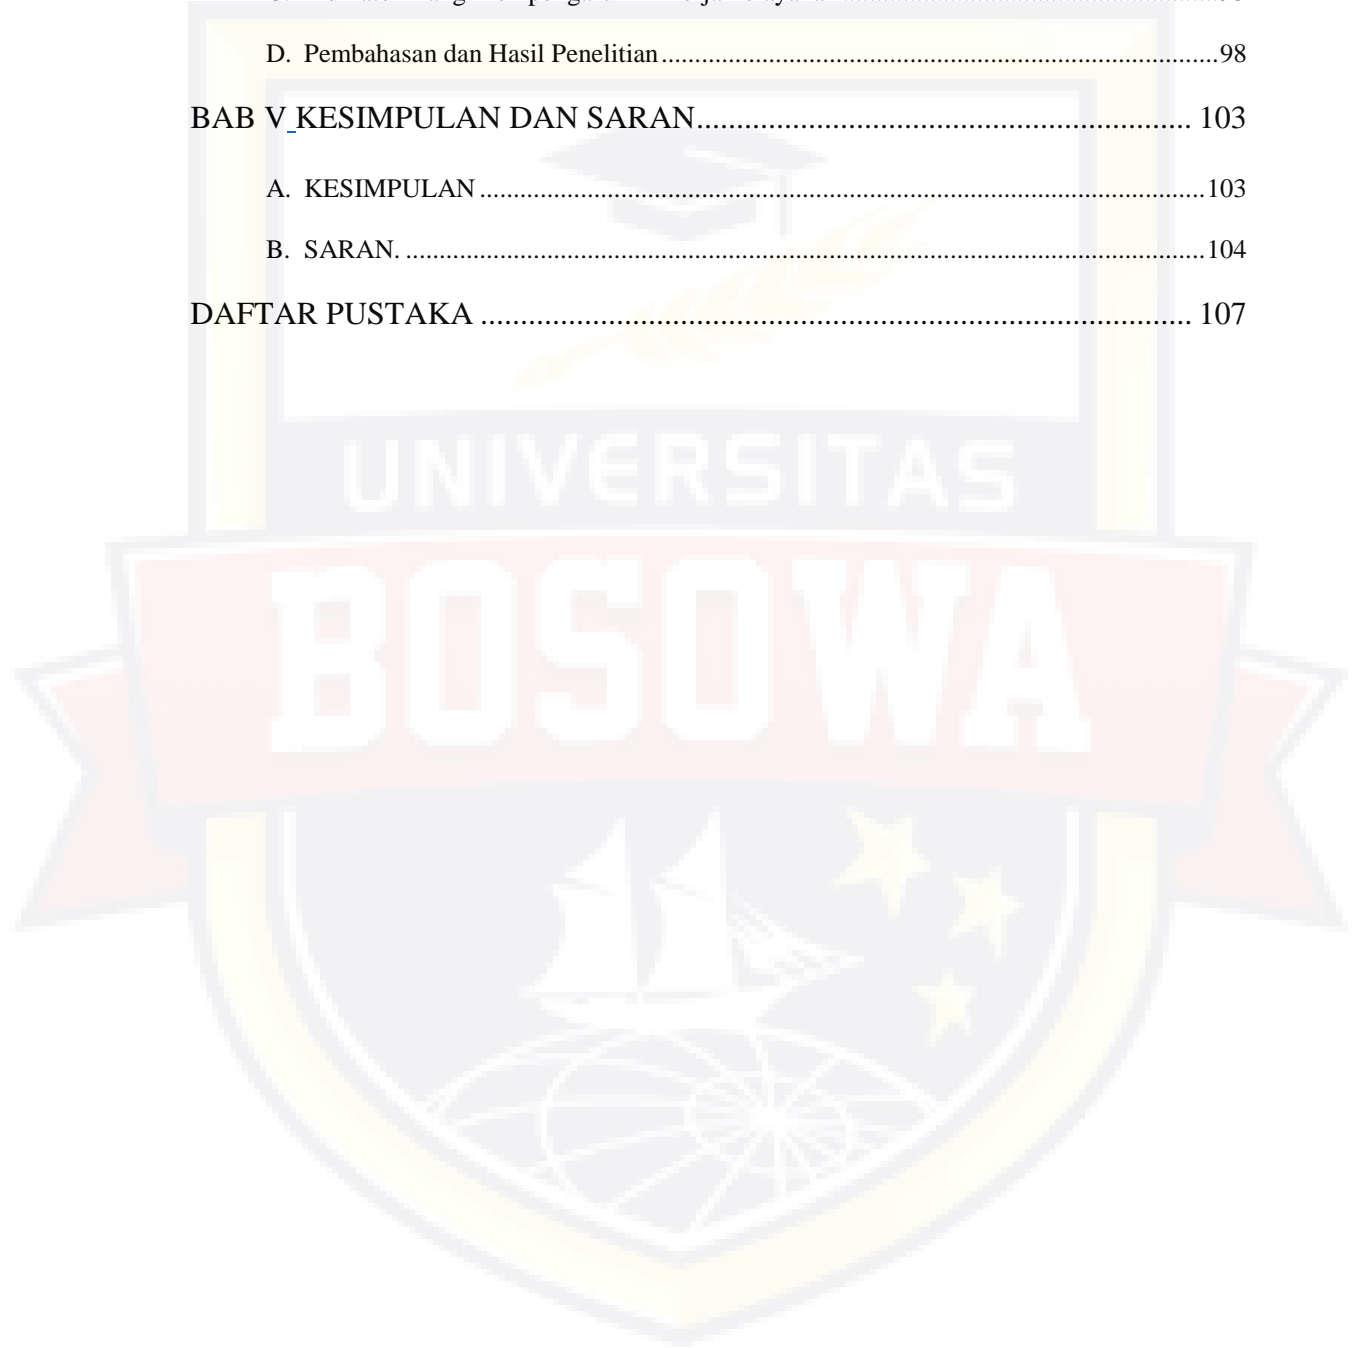 D. Pembahasan dan Hasil Penelitian....................................................................................98
BAB V KESIMPULAN DAN SARAN.............................................................. 103
A. KESIMPULAN .............................................................................................................103
B. SARAN. ........................................................................................................................104
DAFTAR PUSTAKA ......................................................................................... 107
UNIVERSITAS
BOSOWA